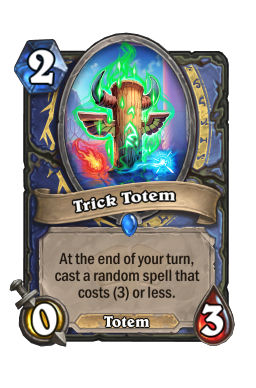 2
Trick Totem
At the end of your turn,
cast a random spell that
costs (3) or less.
0
Totem
3